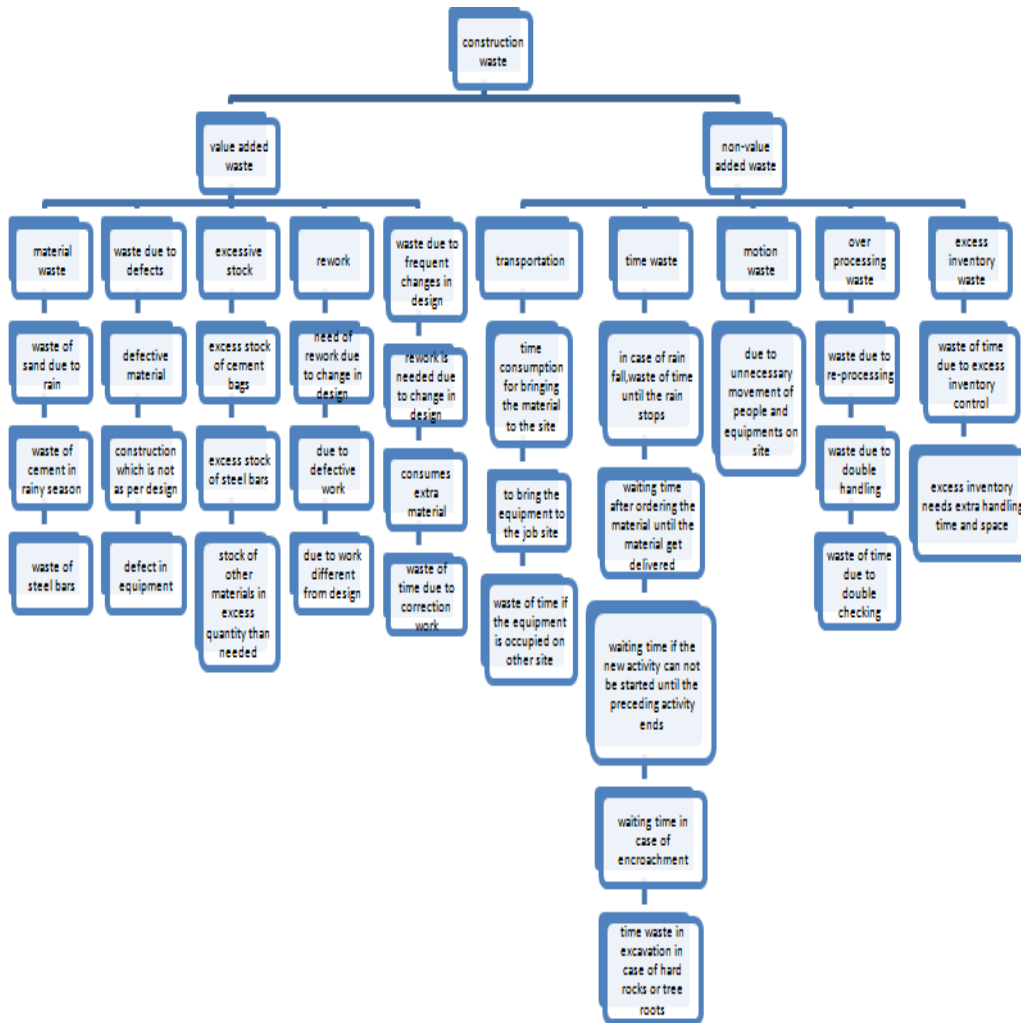 construction
waste
value added
waste
non-value
added waste
material
waste
waste due to
defects
excessive
stock
rework
waste due to
frequent
changes in
design
transportation
time waste
motion
waste
over
processing
waste
excess
inventory
waste
waste of
sand due to
rain
waste of
cement in
rainy season
waste of
steel bars
defective
material
construction
which is not
as per design
defect in
equipment
excess stock
of cement
bags
excess stock
of steel bars
stock of
other
materials in
excess
quantity than
needed
need of
rework due
to change in
design
due to
defective
work
due to work
different
from design
rework is
needed due
to change in
design
consumes
extra
material
waste of
time due to
correction
work
time
consumption
for bringing
the material
to the site
to bring the
equipment to
the job site
waste of time if
the equipment
is occupied on
other site
in case of rain
fall,waste of time
until the rain
stops
waiting time
after ordering the
material until the
material get
delivered
waiting time if the
new activity can not
be started until the
preceding activity
ends
waiting time in
case of
encroachment
time waste in
excavation in
case of hard
rocks or tree
roots
due to
unnecessary
movement of
people and
equipments on
site
waste due to
re-processing
waste due to
double
handling
waste of time
due to
double
checking
waste of time
due to excess
inventory
control
excess inventory
needs extra handling
time and space